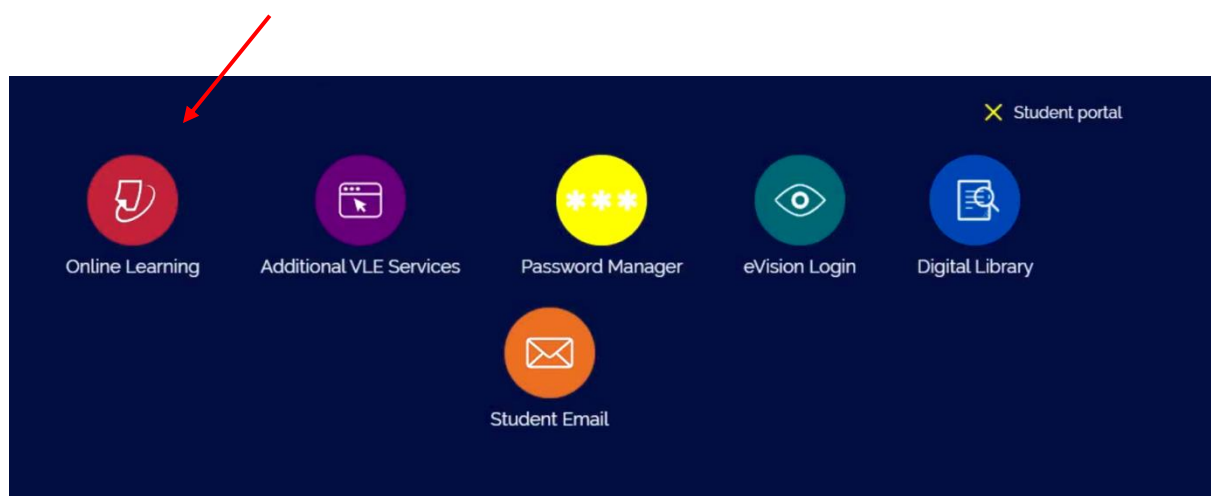 Student portal
Online Learning
Additional VLE Services
Password Manager
eVision Login
Digital Library
Student Email